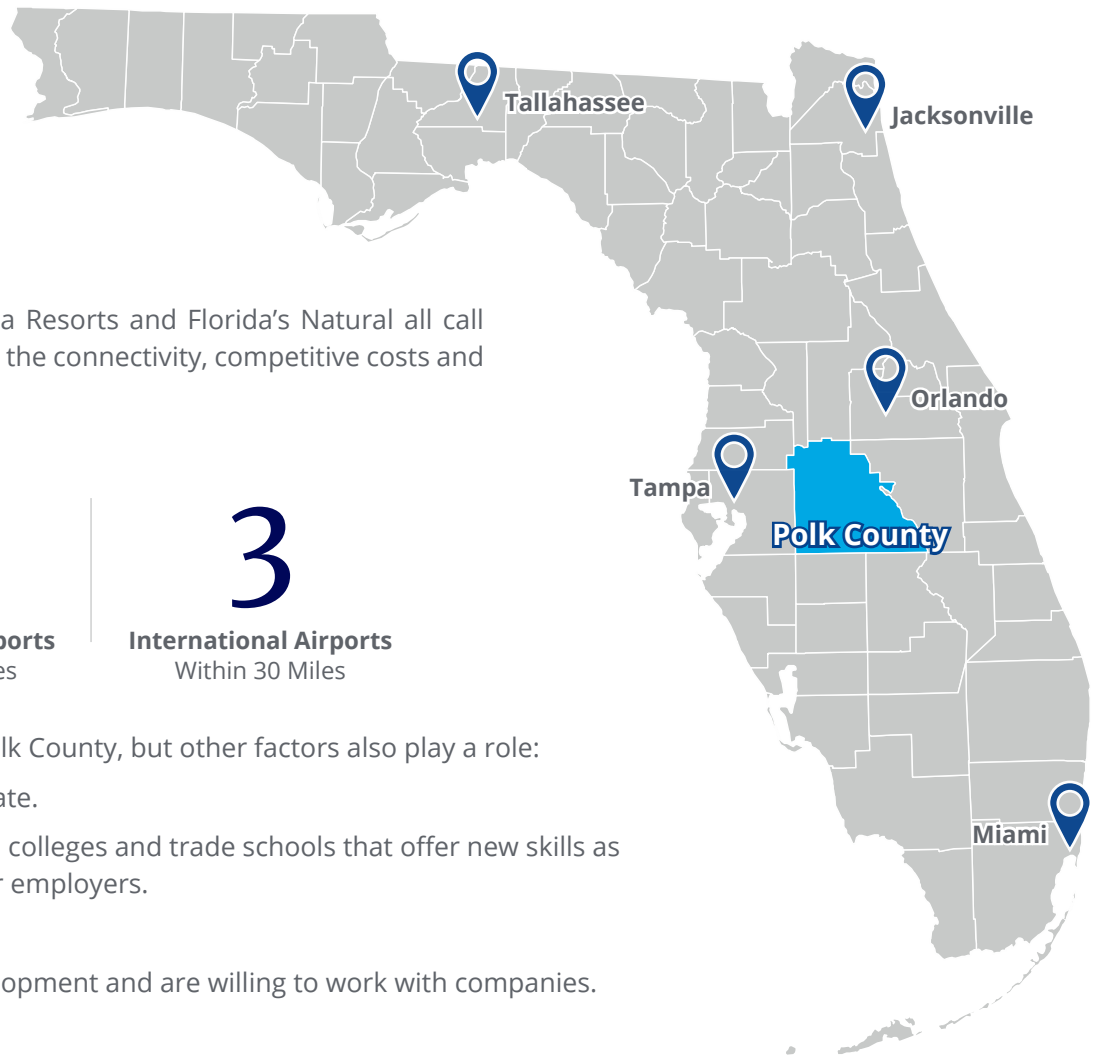 Tallahassee
Jacksonville
a Resorts and Florida's Natural all call
the connectivity, competitive costs and
Orlando
Tampa
Polk County
3
ports
International Airports
es
Within 30 Miles
lk County, but other factors also play a role:
ate.
colleges and trade schools that offer new skills as
r employers.
Miami
opment and are willing to work with companies.